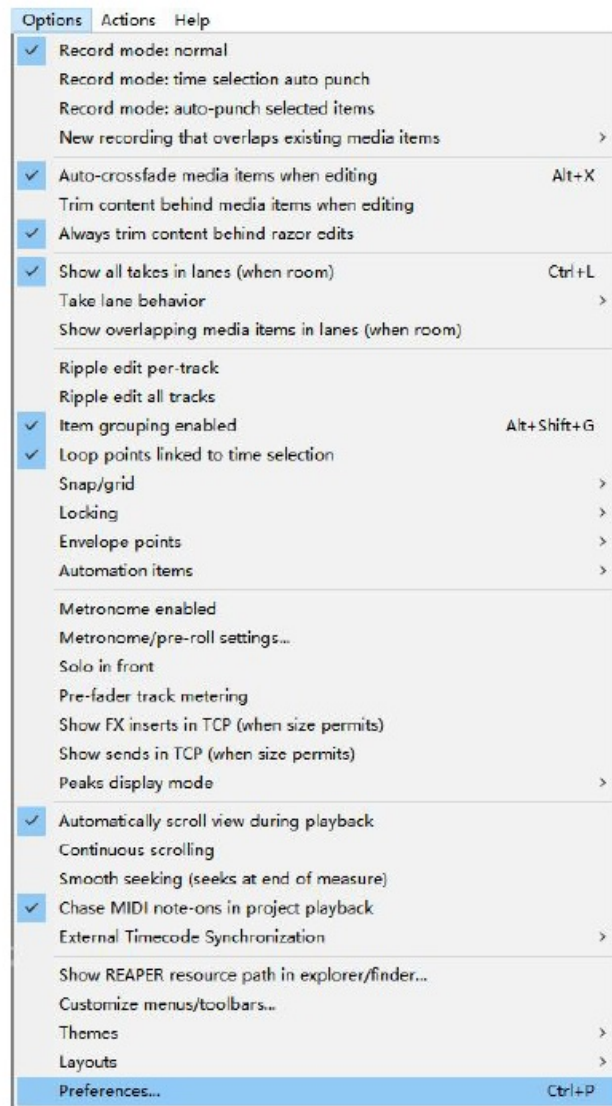 Options Actions Help
Record mode: normal
Record mode: time selection auto punch
Record mode: auto-punch selected items
New recording that overlaps existing media items >
Auto-crossfade media items when editing Alt+X
Trim content behind media items when editing
Always trim content behind razor edits
Show all takes in lanes (when room) Ctrl+L
Take lane behavior >
Show overlapping media items in lanes (when room)
Ripple edit per-track
Ripple edit all tracks
Item grouping enabled Alt+Shift+G
Loop points linked to time selection
Snap/grid >
Locking >
Envelope points >
Automation items >
Metronome enabled
Metronome/pre-roll settings...
Solo in front
Pre-fader track metering
Show FX inserts in TCP (when size permits)
Show sends in TCP (when size permits)
Peaks display mode >
Automatically scroll view during playback
Continuous scrolling
Smooth seeking (seeks at end of measure)
Chase MIDI note-ons in project playback
External Timecode Synchronization >
Show REAPER resource path in explorer/finder...
Customize menus/toolbars...
Themes >
Layouts >
Preferences... Ctrl+P